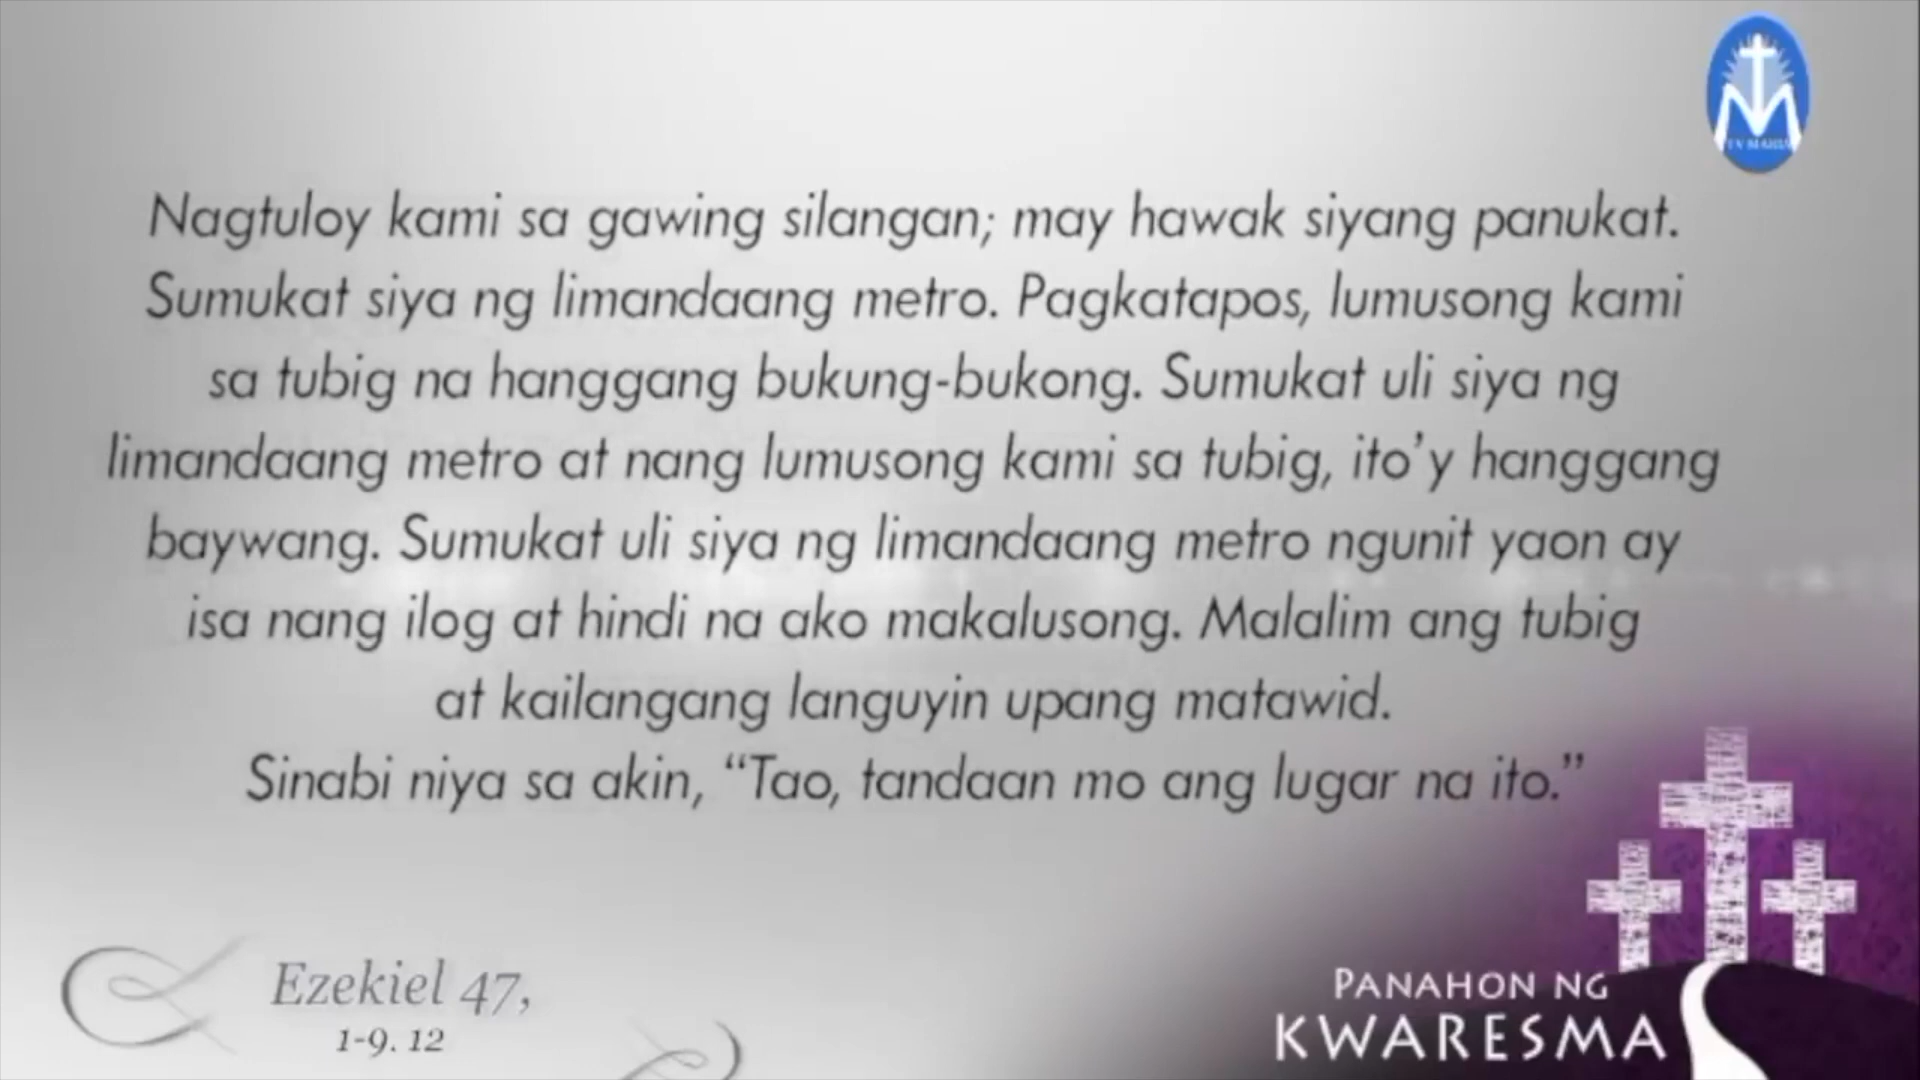 TV MARIA
Nagtuloy kami sa gawing silangan; may hawak siyang panukat.
Sumukat siya ng limandaang metro. Pagkatapos, lumusong kami
sa tubig na hanggang bukung-bukong. Sumukat uli siya ng
limandaang metro at nang lumusong kami sa tubig, ito’y hanggang
baywang. Sumukat uli siya ng limandaang metro ngunit yaon ay
isa nang ilog at hindi na ako makalusong. Malalim ang tubig
at kailangang languyin upang matawid.
Sinabi niya sa akin, “Tao, tandaan mo ang lugar na ito.”
Ezekiel 47,
1-9. 12
PANAHON NG
KWARESMA